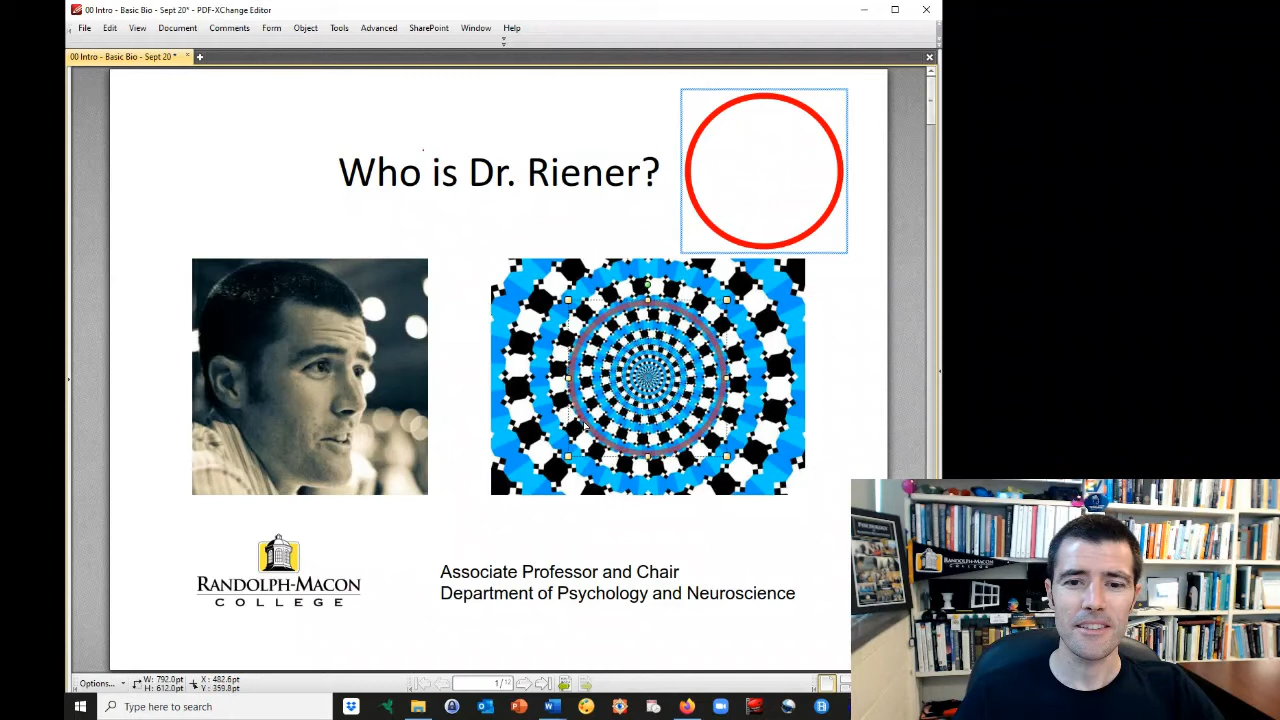 00 Intro - Basic Bio - Sept 20* - PDF-XChange Editor
File Edit View Document Comments Form Object Tools Advanced SharePoint Window Help
00 Intro - Basic Bio - Sept 20 *
Who is Dr. Riener?
RANDOLPH-MACON
COLLEGE
Associate Professor and Chair
Department of Psychology and Neuroscience
Options...
W: 792.0pt
H: 612.0pt
X: 482.6pt
Y: 359.8pt
1/12
Type here to search